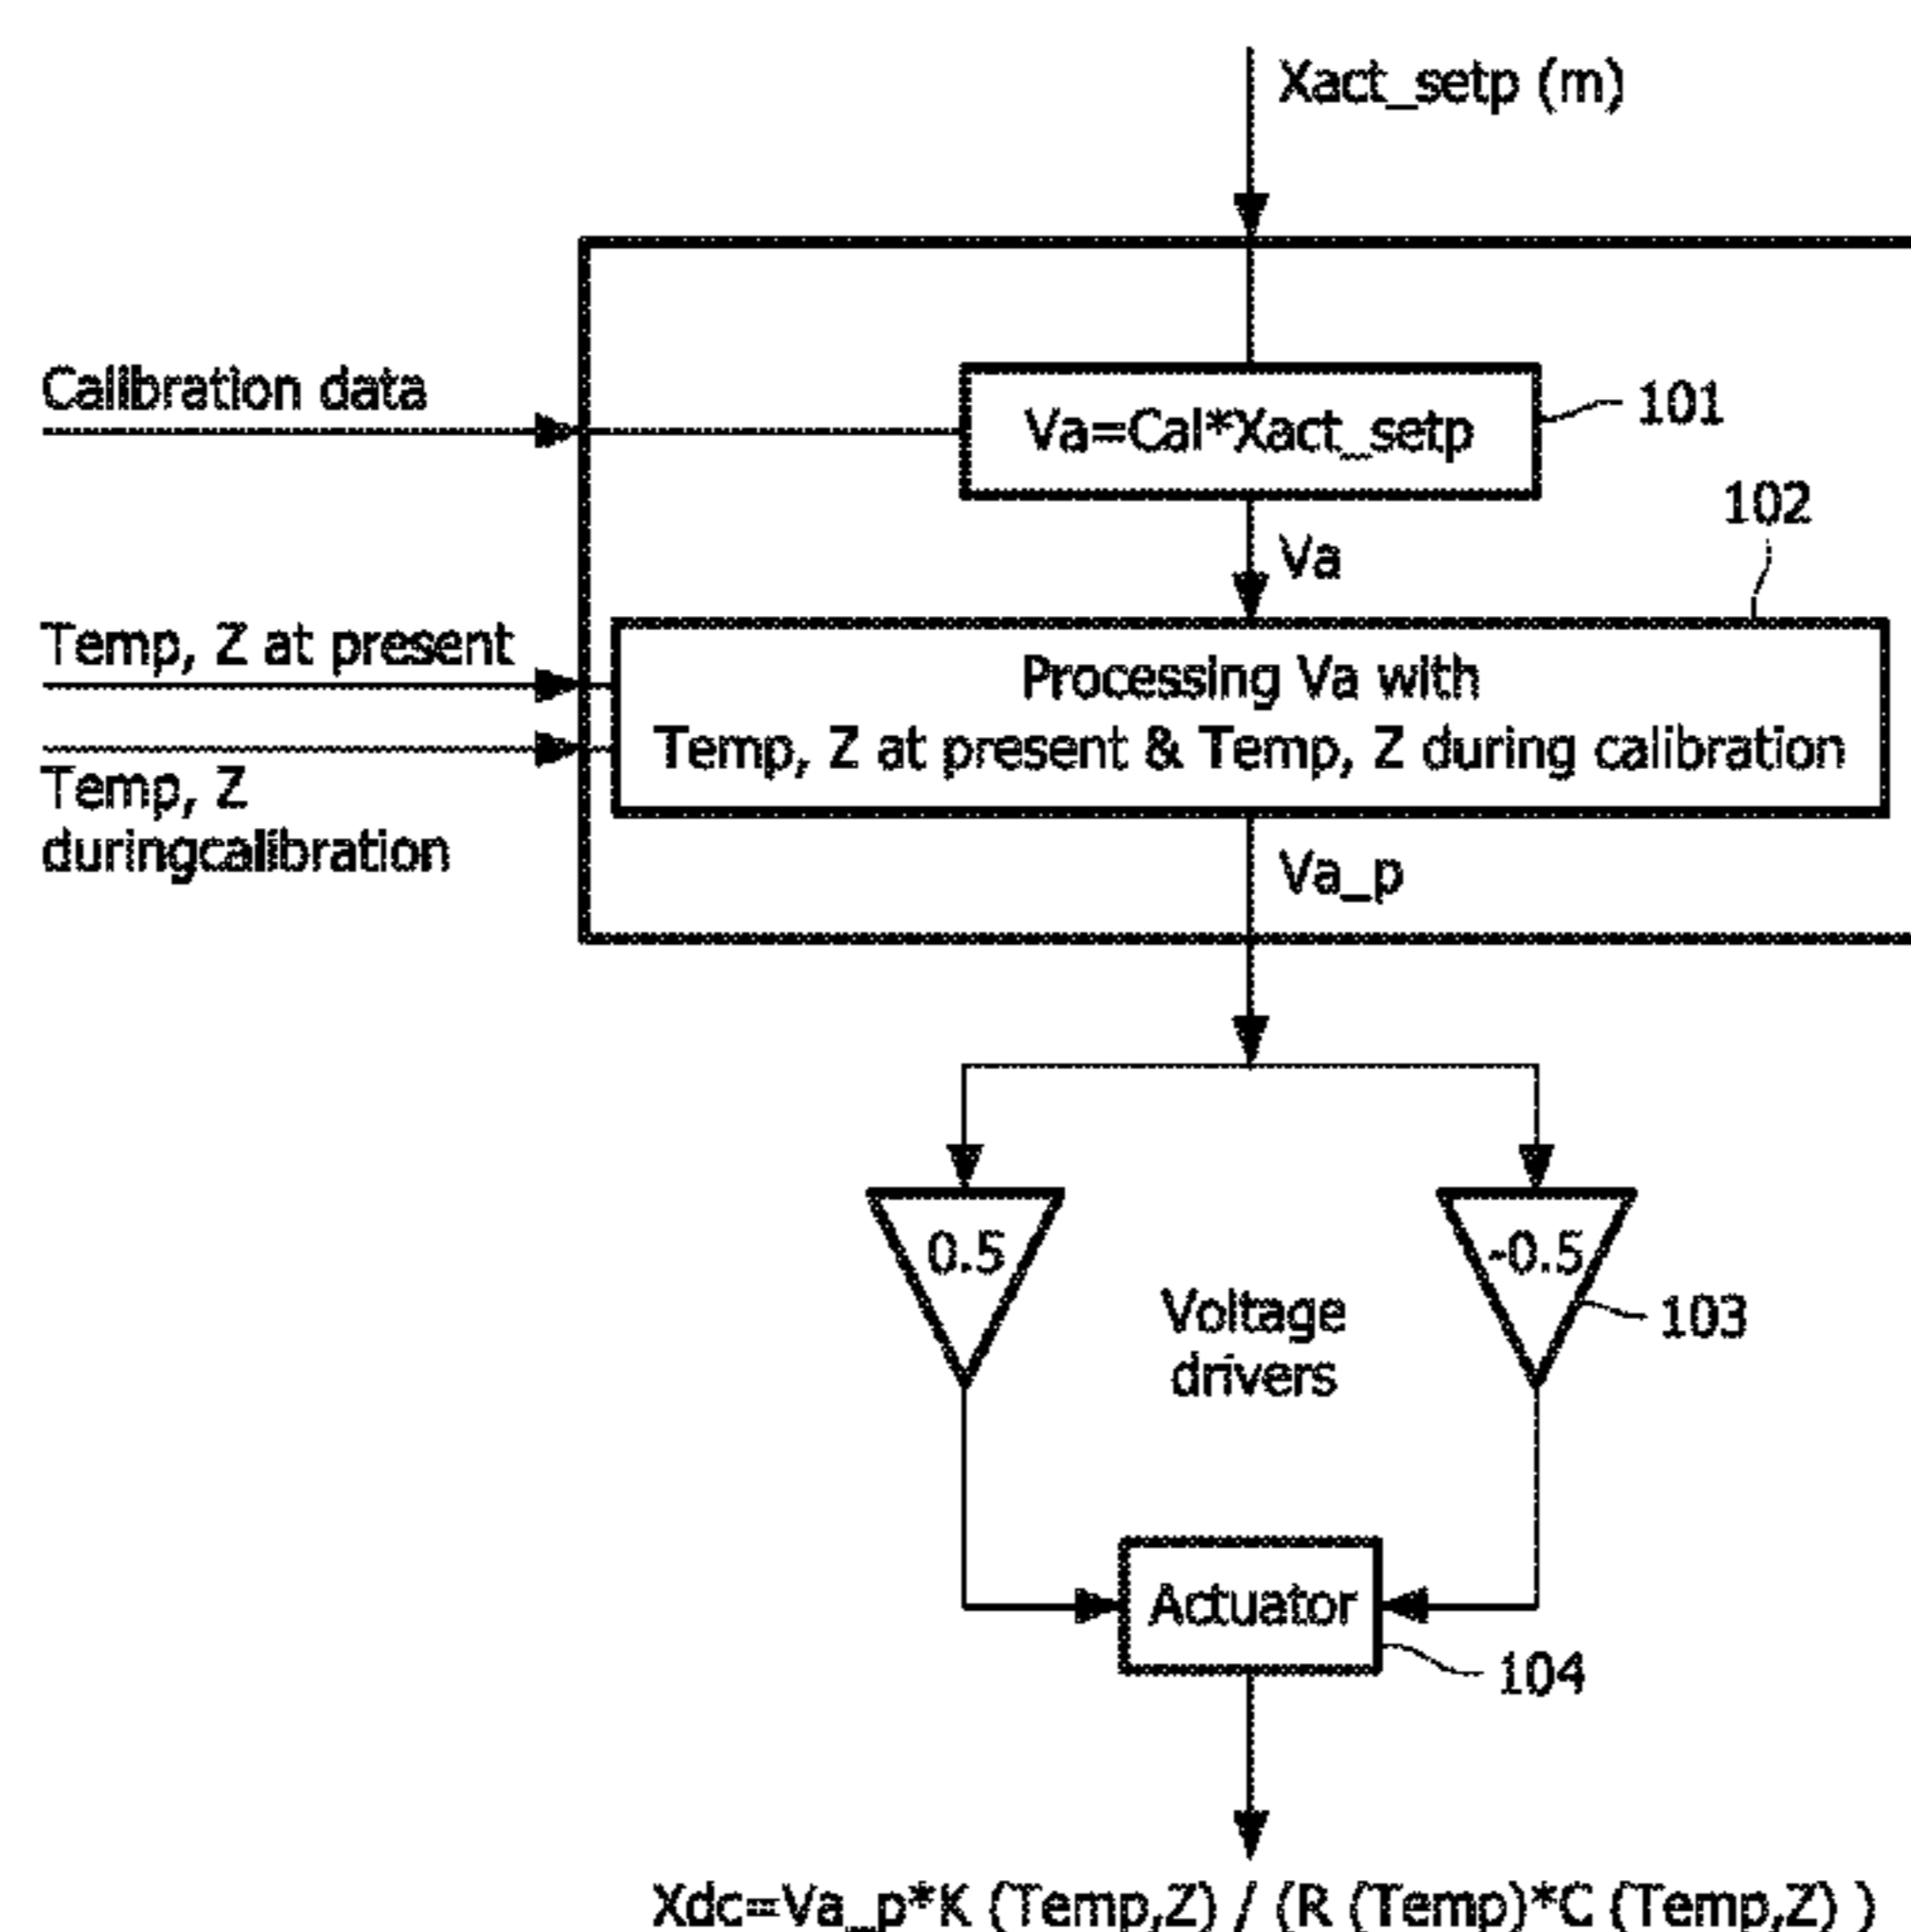 Xact_setp (m)
Calibration data
Va=Cal*Xact_setp
101
102
Va
Temp, Z at present
Processing Va with
Temp, Z at present & Temp, Z during calibration
Temp, Z
duringcalibration
Va_p
0.5
-0.5
Voltage
drivers
103
Actuator
104
Xdc=Va_p*K (Temp,Z) / (R (Temp)*C (Temp,Z) )